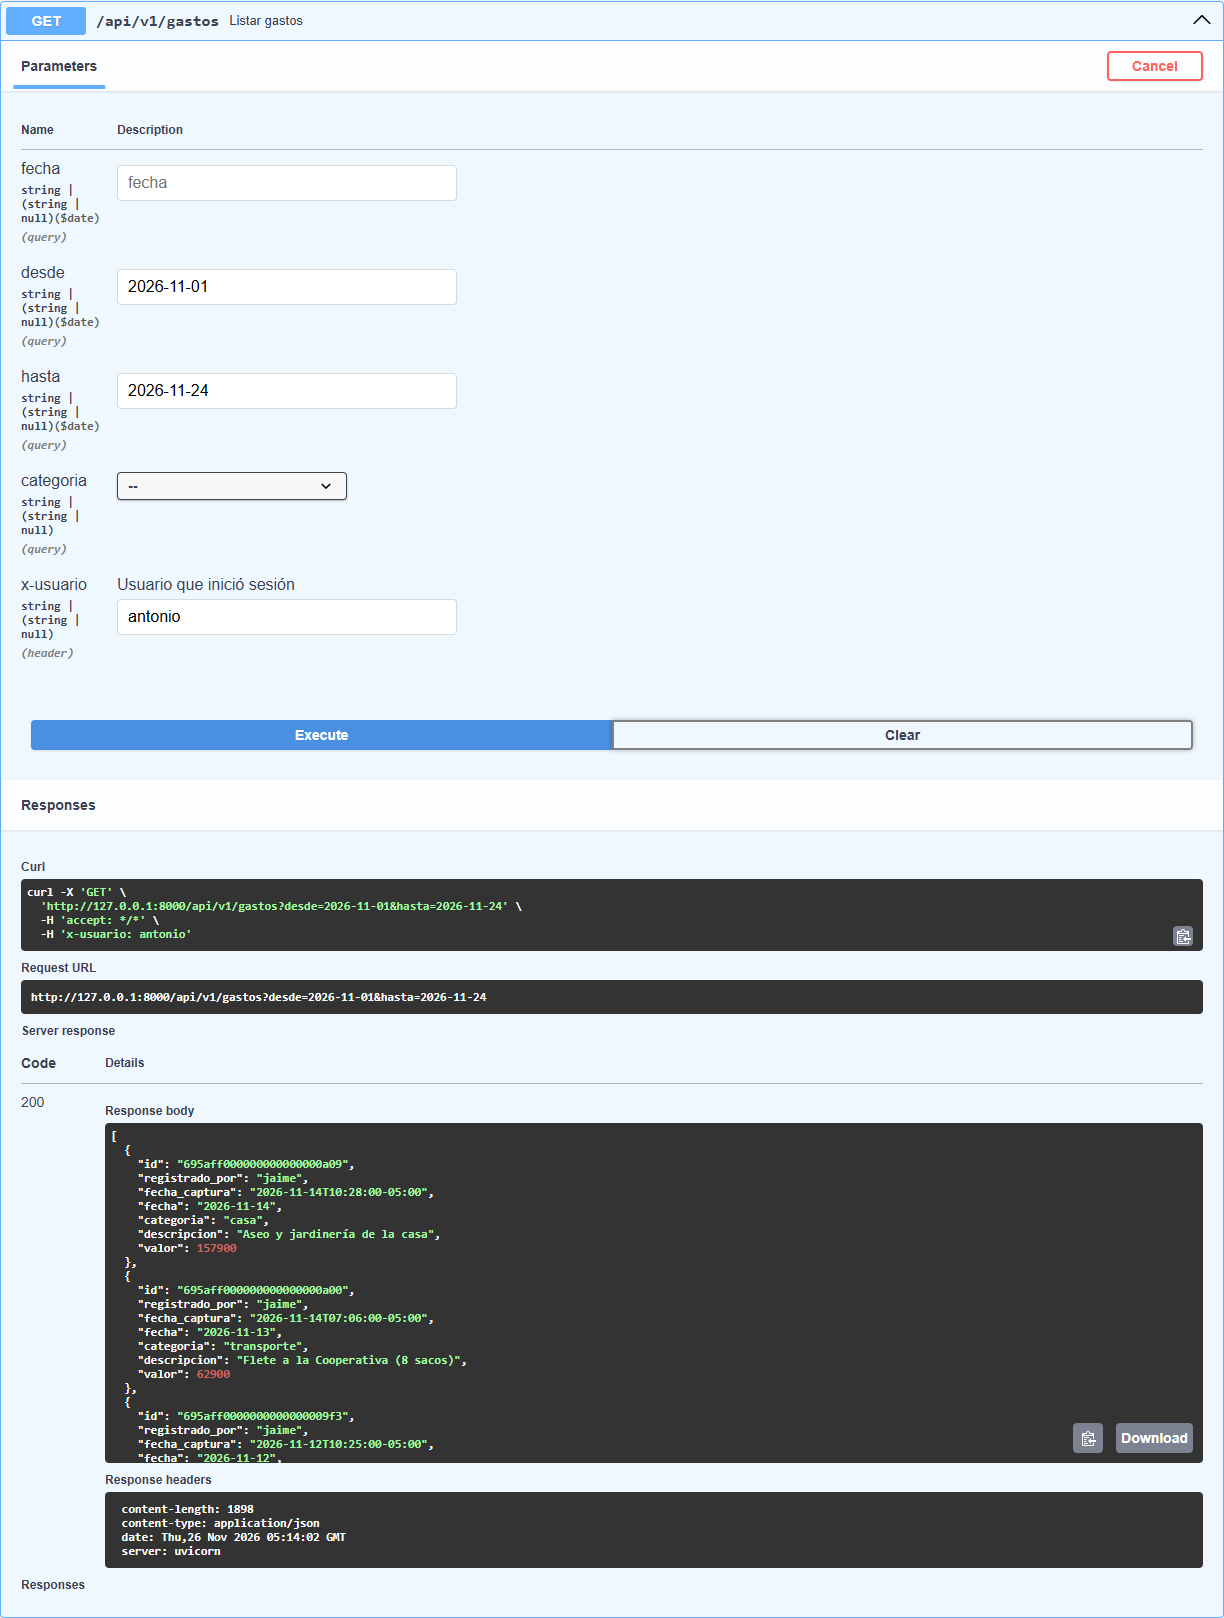 GET /api/v1/gastos Listar gastos
Parameters
Cancel
Name Description
fecha
string |
(string |
null)($date)
(query)
fecha
desde
string |
(string |
null)($date)
(query)
2026-11-01
hasta
string |
(string |
null)($date)
(query)
2026-11-24
categoria
string |
(string |
null)
(query)
--
x-usuario
string |
(string |
null)
(header)
Usuario que inició sesión
antonio
Execute
Clear
Responses
Curl
curl -X 'GET' \
  'http://127.0.0.1:8000/api/v1/gastos?desde=2026-11-01&hasta=2026-11-24' \
  -H 'accept: */*' \
  -H 'x-usuario: antonio'
Request URL
http://127.0.0.1:8000/api/v1/gastos?desde=2026-11-01&hasta=2026-11-24
Server response
Code Details
200
Response body
[
  {
    "id": "695aff000000000000000a09",
    "registrado_por": "jaime",
    "fecha_captura": "2026-11-14T10:28:00-05:00",
    "fecha": "2026-11-14",
    "categoria": "casa",
    "descripcion": "Aseo y jardinería de la casa",
    "valor": 157900
  },
  {
    "id": "695aff000000000000000a00",
    "registrado_por": "jaime",
    "fecha_captura": "2026-11-14T07:06:00-05:00",
    "fecha": "2026-11-13",
    "categoria": "transporte",
    "descripcion": "Flete a la Cooperativa (8 sacos)",
    "valor": 62900
  },
  {
    "id": "695aff0000000000000009f3",
    "registrado_por": "jaime",
    "fecha_captura": "2026-11-12T10:25:00-05:00",
    "fecha": "2026-11-12",
Download
Response headers
content-length: 1898
content-type: application/json
date: Thu,26 Nov 2026 05:14:02 GMT
server: uvicorn
Responses